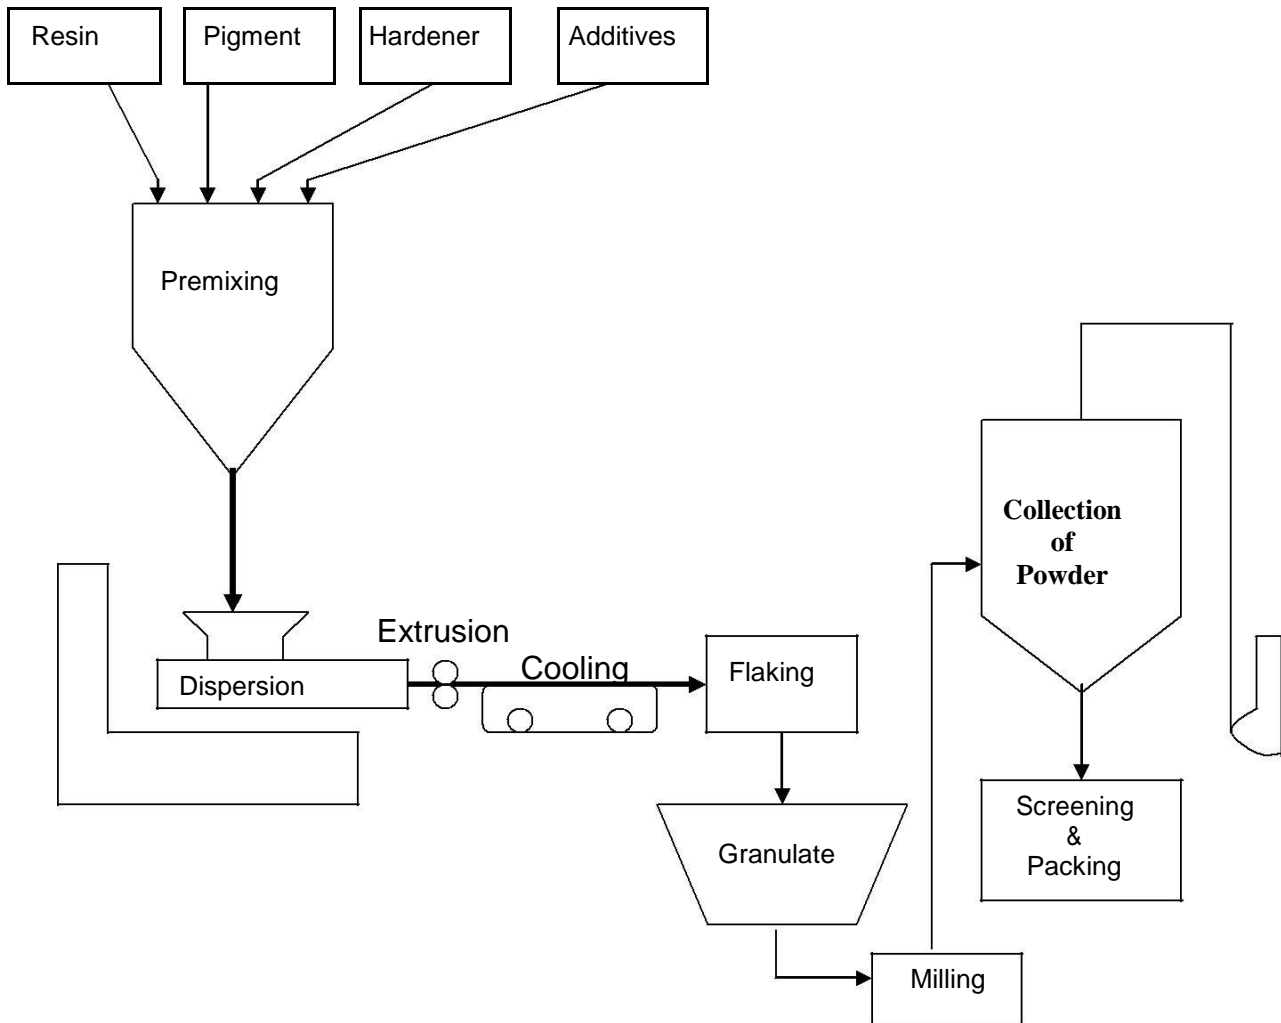 Resin
Pigment
Hardener
Additives
Premixing
Collection
of
Powder
Extrusion
Cooling
Flaking
Dispersion
Screening
&
Packing
Granulate
Milling